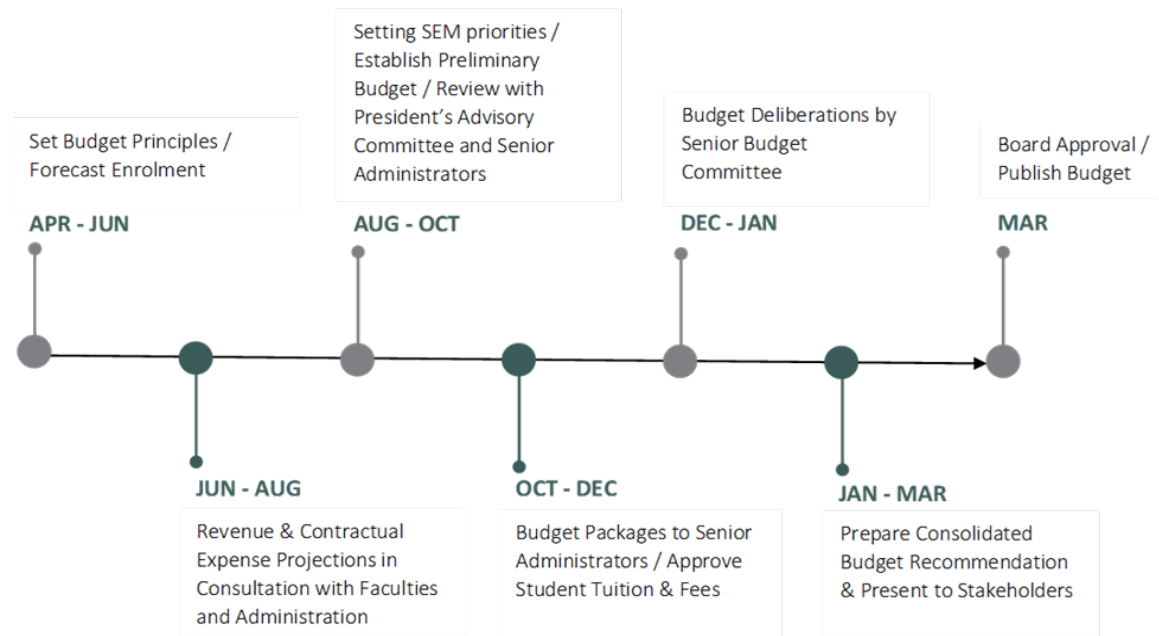 Set Budget Principles /
Forecast Enrolment
APR - JUN
Setting SEM priorities /
Establish Preliminary
Budget / Review with
President's Advisory
Committee and Senior
Administrators
AUG - OCT
Budget Deliberations by
Senior Budget
Committee
DEC - JAN
Board Approval /
Publish Budget
MAR
JUN - AUG
Revenue & Contractual
Expense Projections in
Consultation with Faculties
and Administration
OCT - DEC
Budget Packages to Senior
Administrators / Approve
Student Tuition & Fees
JAN - MAR
Prepare Consolidated
Budget Recommendation
& Present to Stakeholders